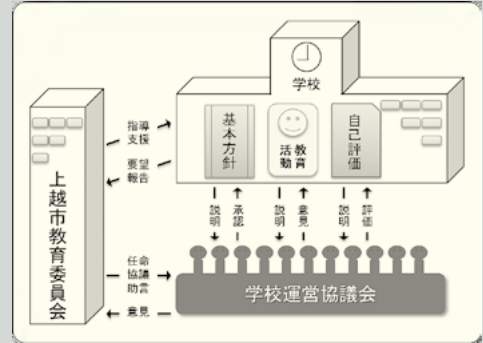 学校
基本方針
教育
活動
自己評価
指導
支援
要望
報告
上越市教育委員会
説明
承認
説明
意見
説明
評価
任命
協議
助言
意見
学校運営協議会